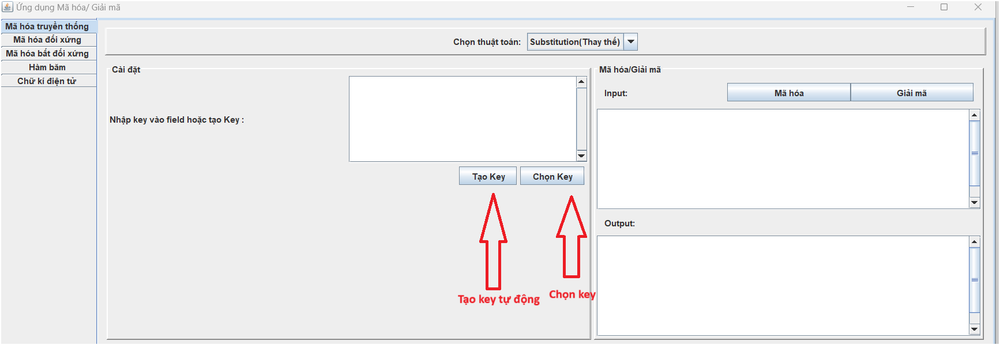 Ứng dụng Mã hóa/ Giải mã
Mã hóa truyền thống
Mã hóa đối xứng
Mã hóa bất đối xứng
Hàm băm
Chữ kí điện tử
Chọn thuật toán: Substitution(Thay thế)
Cài đặt
Nhập key vào field hoặc tạo Key :
Tạo Key Chọn Key
Tạo key tự động Chọn key
Mã hóa/Giải mã
Input: Mã hóa Giải mã
Output: